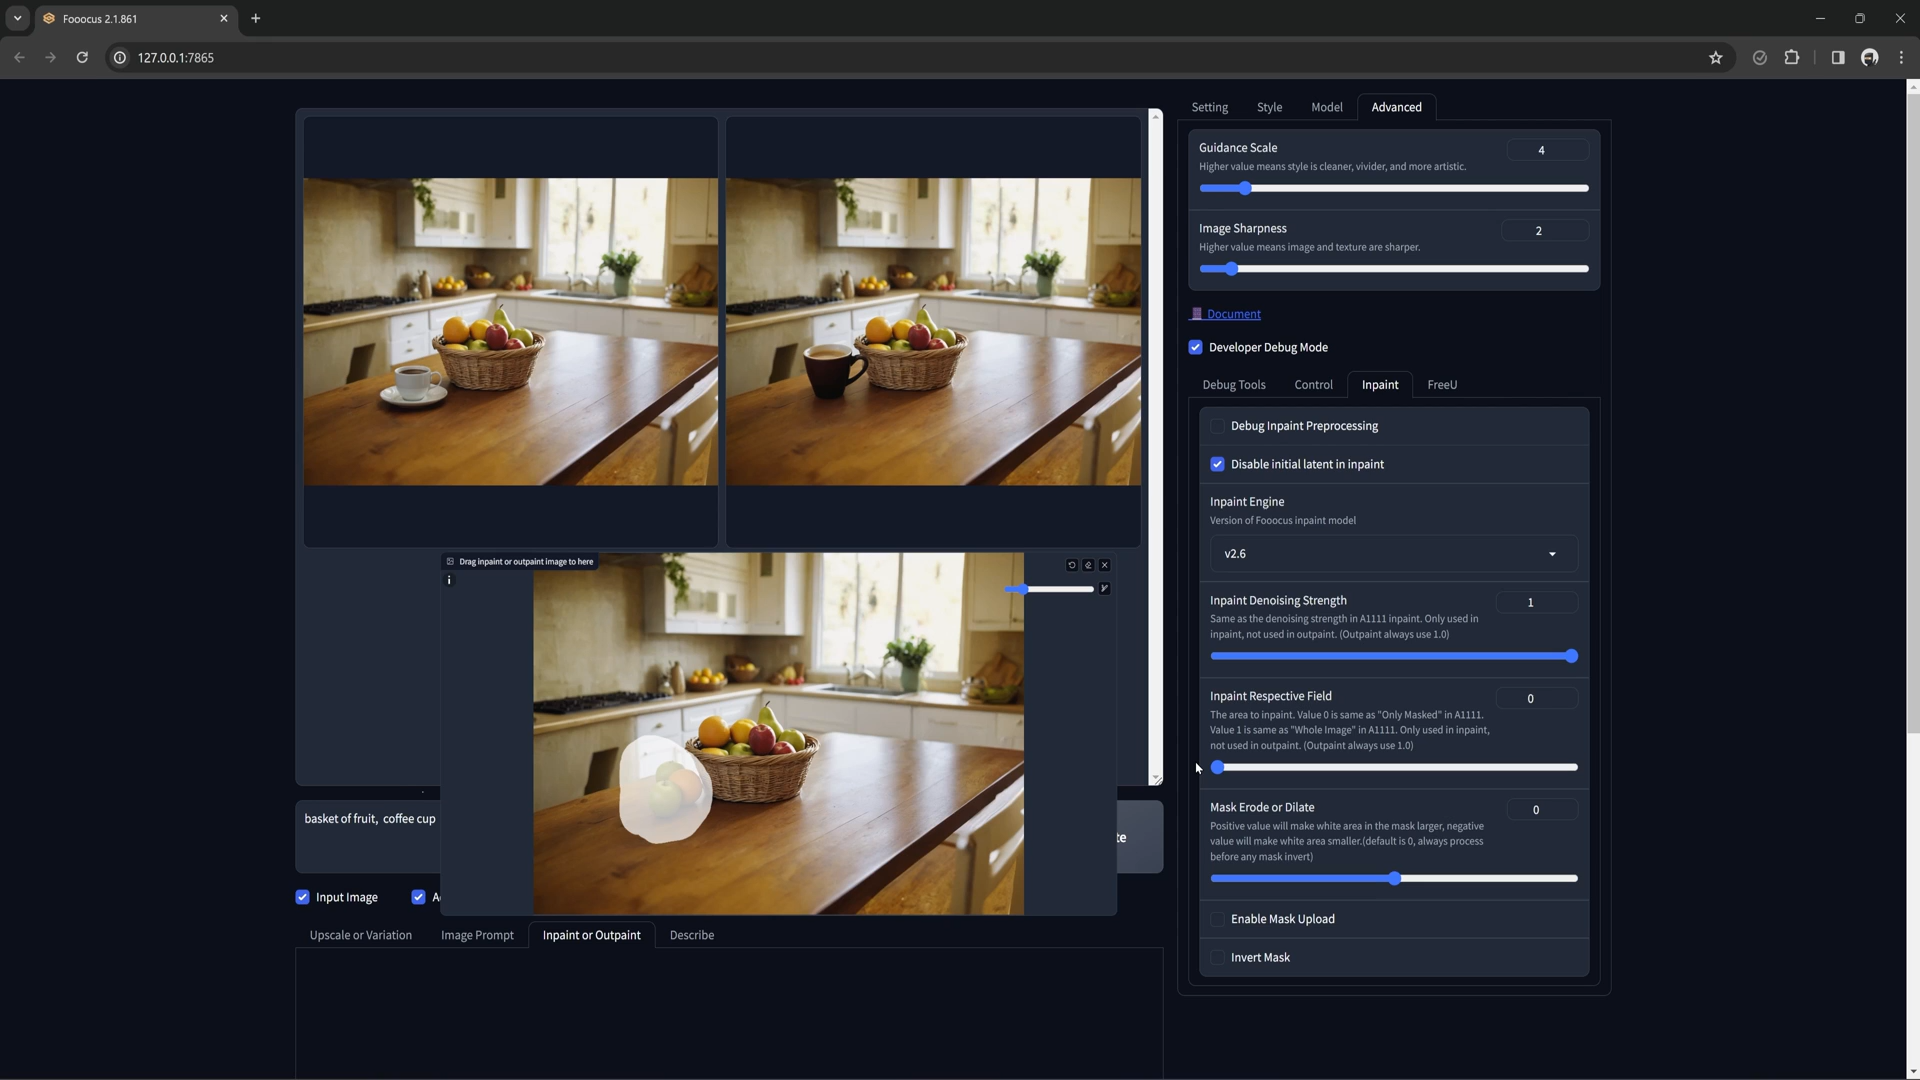 Fooocus 2.1.861
127.0.0.1:7865
Setting
Style
Model
Advanced
Guidance Scale
4
Higher value means style is cleaner, vivider, and more artistic.
Image Sharpness
2
Higher value means image and texture are sharper.
Document
Developer Debug Mode
Debug Tools
Control
Inpaint
FreeU
Debug Inpaint Preprocessing
Disable initial latent in inpaint
Inpaint Engine
Version of Fooocus inpaint model
v2.6
Inpaint Denoising Strength
1
Same as the denoising strength in A1111 inpaint. Only used in
inpaint, not used in outpaint. (Outpaint always use 1.0)
Inpaint Respective Field
0
The area to inpaint. Value 0 is same as "Only Masked" in A1111.
Value 1 is same as "Whole Image" in A1111. Only used in inpaint,
not used in outpaint. (Outpaint always use 1.0)
Mask Erode or Dilate
0
Positive value will make white area in the mask larger, negative
value will make white area smaller.(default is 0, always process
before any mask invert)
Enable Mask Upload
Invert Mask
Drag inpaint or outpaint image to here
i
basket of fruit, coffee cup
te
Input Image
A
Upscale or Variation
Image Prompt
Inpaint or Outpaint
Describe